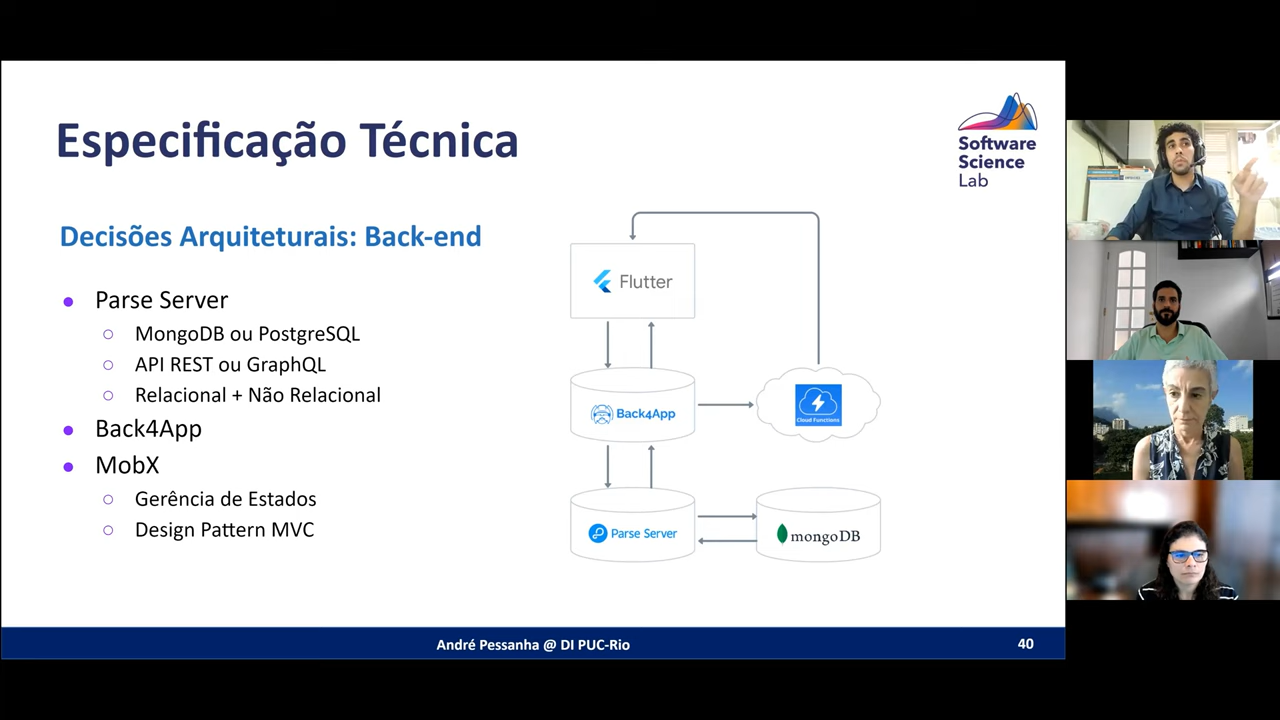 Especificação Técnica
Software
Science
Lab
Decisões Arquiteturais: Back-end
● Parse Server
○ MongoDB ou PostgreSQL
○ API REST ou GraphQL
○ Relacional + Não Relacional
● Back4App
● MobX
○ Gerência de Estados
○ Design Pattern MVC
Flutter
Back4App
Cloud Functions
Parse Server
mongoDB
André Pessanha @ DI PUC-Rio
40